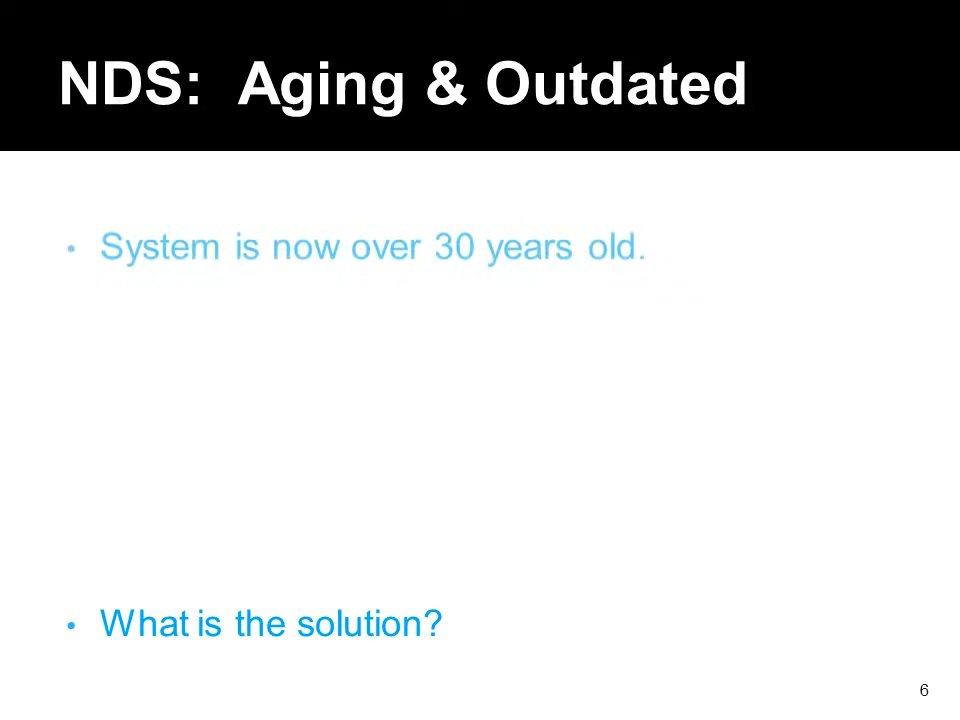 NDS: Aging & Outdated
• System is now over 30 years old.
• What is the solution?
6